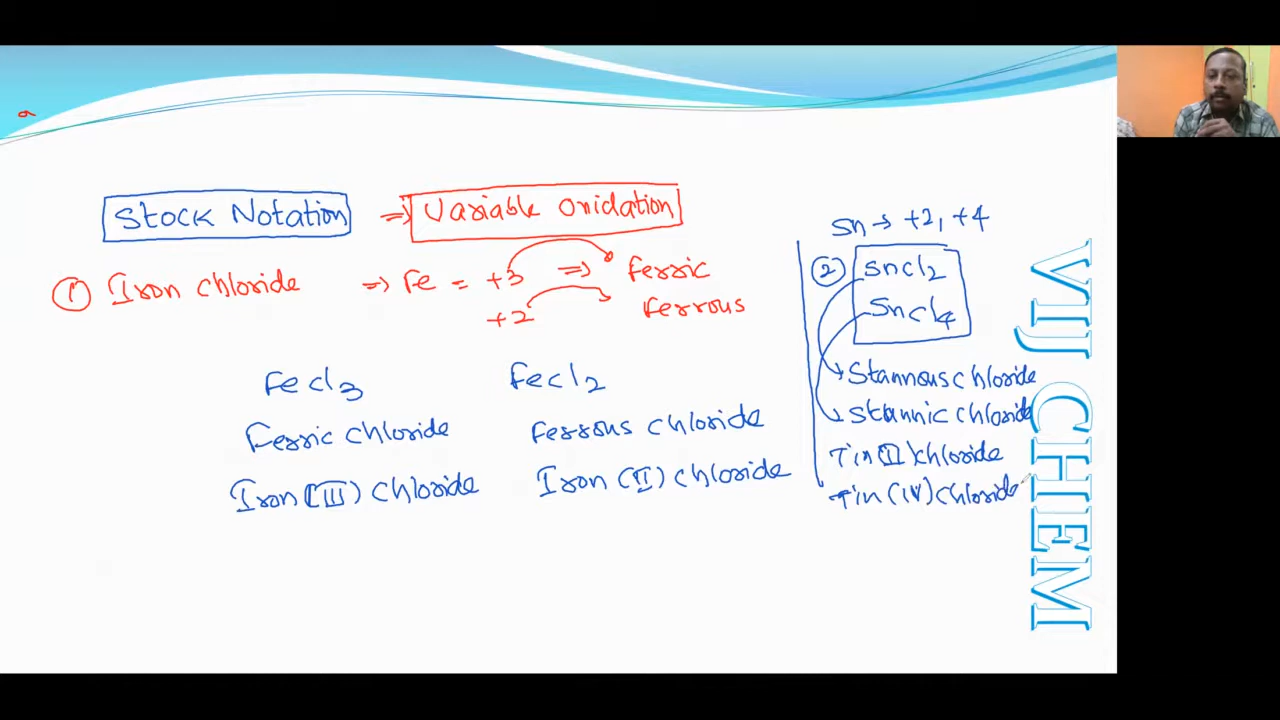 Stock Notation => Variable Oxidation
① Iron chloride => Fe = +3 => Ferric
+2 Ferrous
FeCl3 FeCl2
Ferric chloride Ferrous chloride
Iron (III) chloride Iron (II) chloride
Sn → +2, +4
② SnCl2
SnCl4
Stannous chloride
Stannic chloride
Tin (II) chloride
Tin (IV) chloride
VIJ CHEM